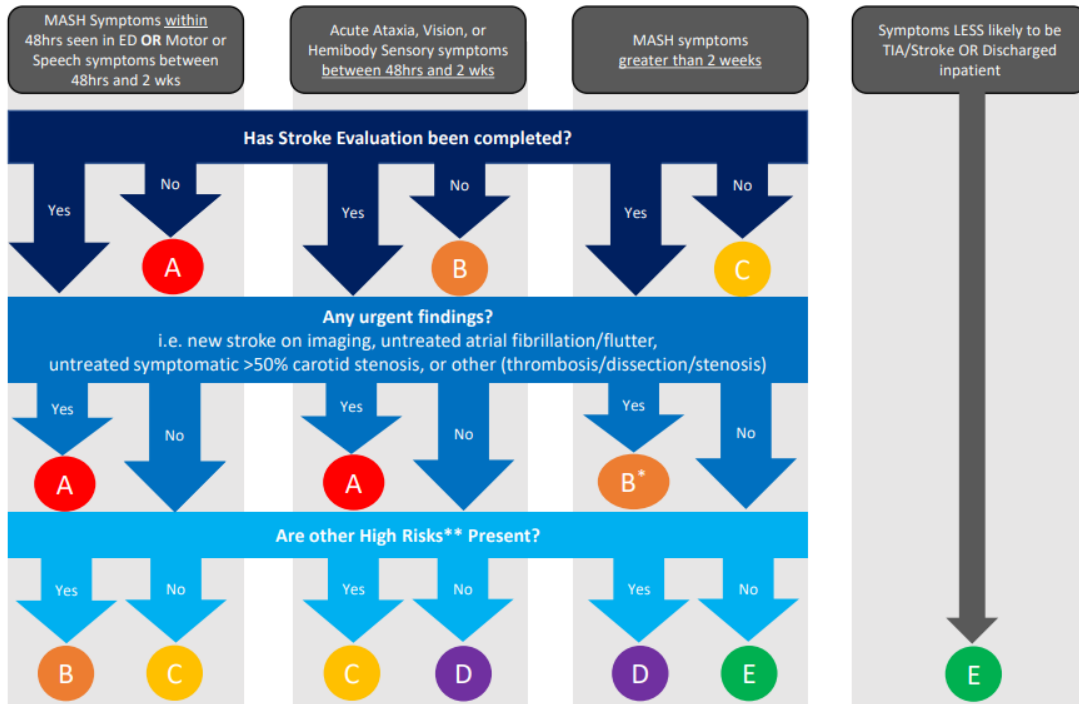 MASH Symptoms within
48hrs seen in ED OR Motor or
Speech symptoms between
48hrs and 2 wks
Acute Ataxia, Vision, or
Hemibody Sensory symptoms
between 48hrs and 2 wks
MASH symptoms
greater than 2 weeks
Symptoms LESS likely to be
TIA/Stroke OR Discharged
inpatient
Has Stroke Evaluation been completed?
Yes
No
Yes
No
Yes
No
A
B
C
Any urgent findings?
i.e. new stroke on imaging, untreated atrial fibrillation/flutter,
untreated symptomatic >50% carotid stenosis, or other (thrombosis/dissection/stenosis)
Yes
No
Yes
No
Yes
No
A
A
B*
Are other High Risks** Present?
Yes
No
Yes
No
Yes
No
B
C
C
D
D
E
E